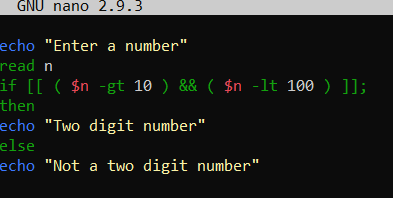 GNU nano 2.9.3
echo "Enter a number"
read n
if [[ ( $n -gt 10 ) && ( $n -lt 100 ) ]];
then
echo "Two digit number"
else
echo "Not a two digit number"